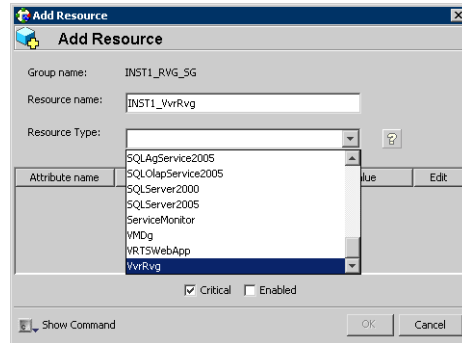 Add Resource
Add Resource
Group name: INST1_RVG_SG
Resource name: INST1_VvrRvg
Resource Type:
SQLAgService2005
SQLOlapService2005
SQLServer2000
SQLServer2005
ServiceMonitor
VMDg
VRTSWebApp
VvrRvg
Attribute name Edit
Critical Enabled
Show Command OK Cancel